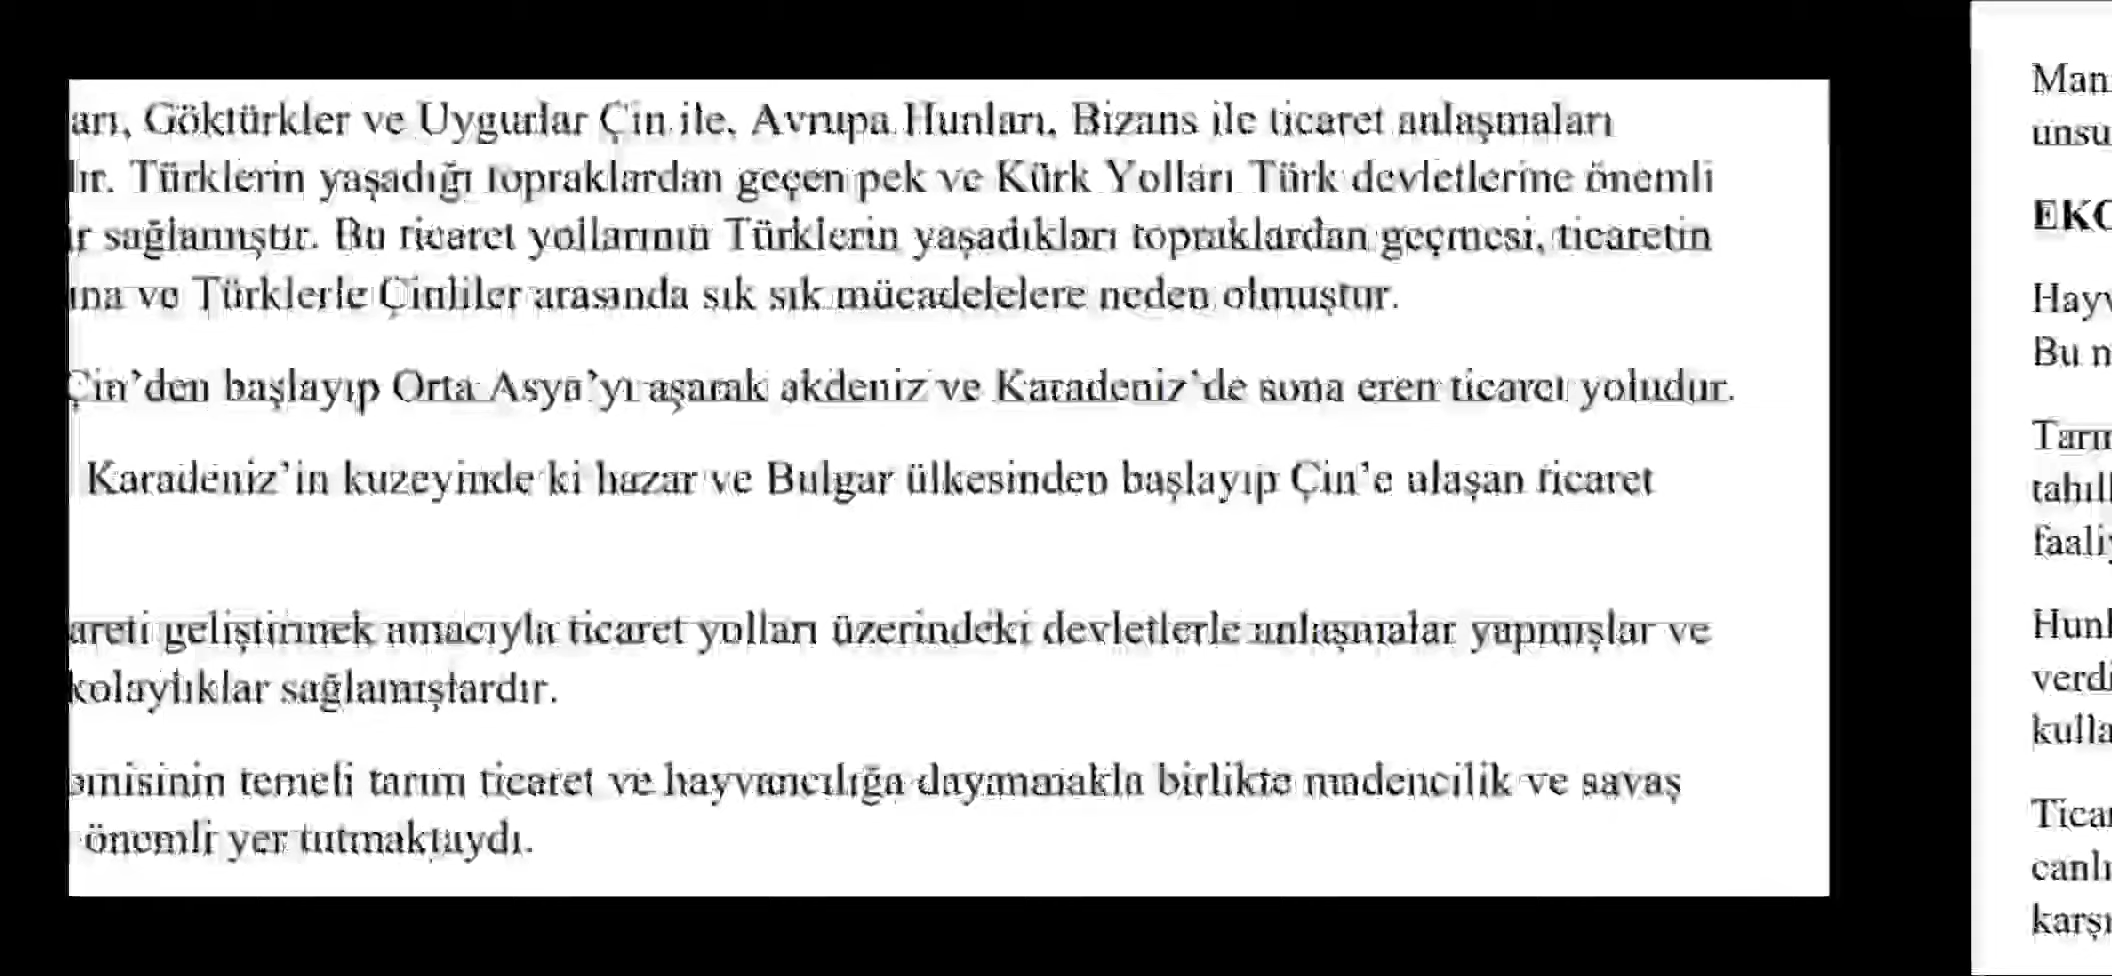 arı, Göktürkler ve Uygurlar Çin ile, Avrupa Hunları, Bizans ile ticaret anlaşmaları
lır. Türklerin yaşadığı topraklardan geçen pek ve Kürk Yolları Türk devletlerine önemli
ir sağlamıştır. Bu ticaret yollarının Türklerin yaşadıkları topraklardan geçmesi, ticaretin
ına ve Türklerle Çinliler arasında sık sık mücadelelere neden olmuştur.
Çin'den başlayıp Orta Asya'yı aşarak akdeniz ve Karadeniz'de sona eren ticaret yoludur.
Karadeniz'in kuzeyinde ki hazar ve Bulgar ülkesinden başlayıp Çin'e ulaşan ticaret
areti geliştirmek amacıyla ticaret yolları üzerindeki devletlerle anlaşmalar yapmışlar ve
kolaylıklar sağlamışlardır.
omisinin temeli tarım ticaret ve hayvancılığa dayanmakla birlikte madencilik ve savaş
önemli yer tutmaktaydı.
Man
unsu
EKO
Hayv
Bu n
Tarım
tahıll
faaliy
Hunl
verdi
kulla
Ticar
canlı
karşı